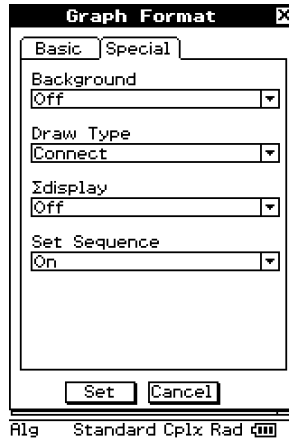 Graph Format
Basic Special
Background
Off
Draw Type
Connect
Σdisplay
Off
Set Sequence
On
Set Cancel
Alg Standard Cplx Rad